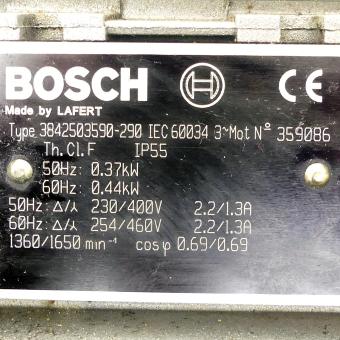 BOSCH CE
Made by LAFERT
Type 3842503590-290 IEC 60034 3~Mot Nº 359086
Th.Cl.F IP55
50Hz: 0.37kW
60Hz: 0.44kW
50Hz: Δ/⅄ 230/400V 2.2/1.3A
60Hz: Δ/⅄ 254/460V 2.2/1.3A
1360/1650 min⁻¹ cosφ 0.69/0.69